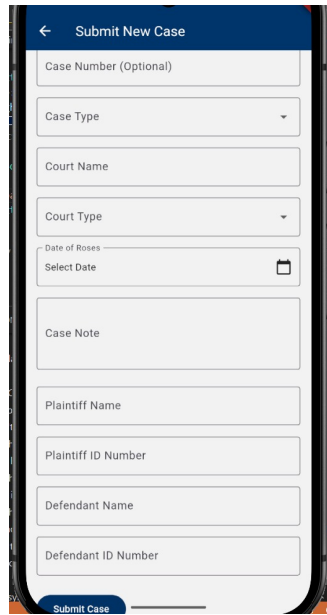 Submit New Case
Case Number (Optional)
Case Type
Court Name
Court Type
Date of Roses
Select Date
Case Note
Plaintiff Name
Plaintiff ID Number
Defendant Name
Defendant ID Number
Submit Case